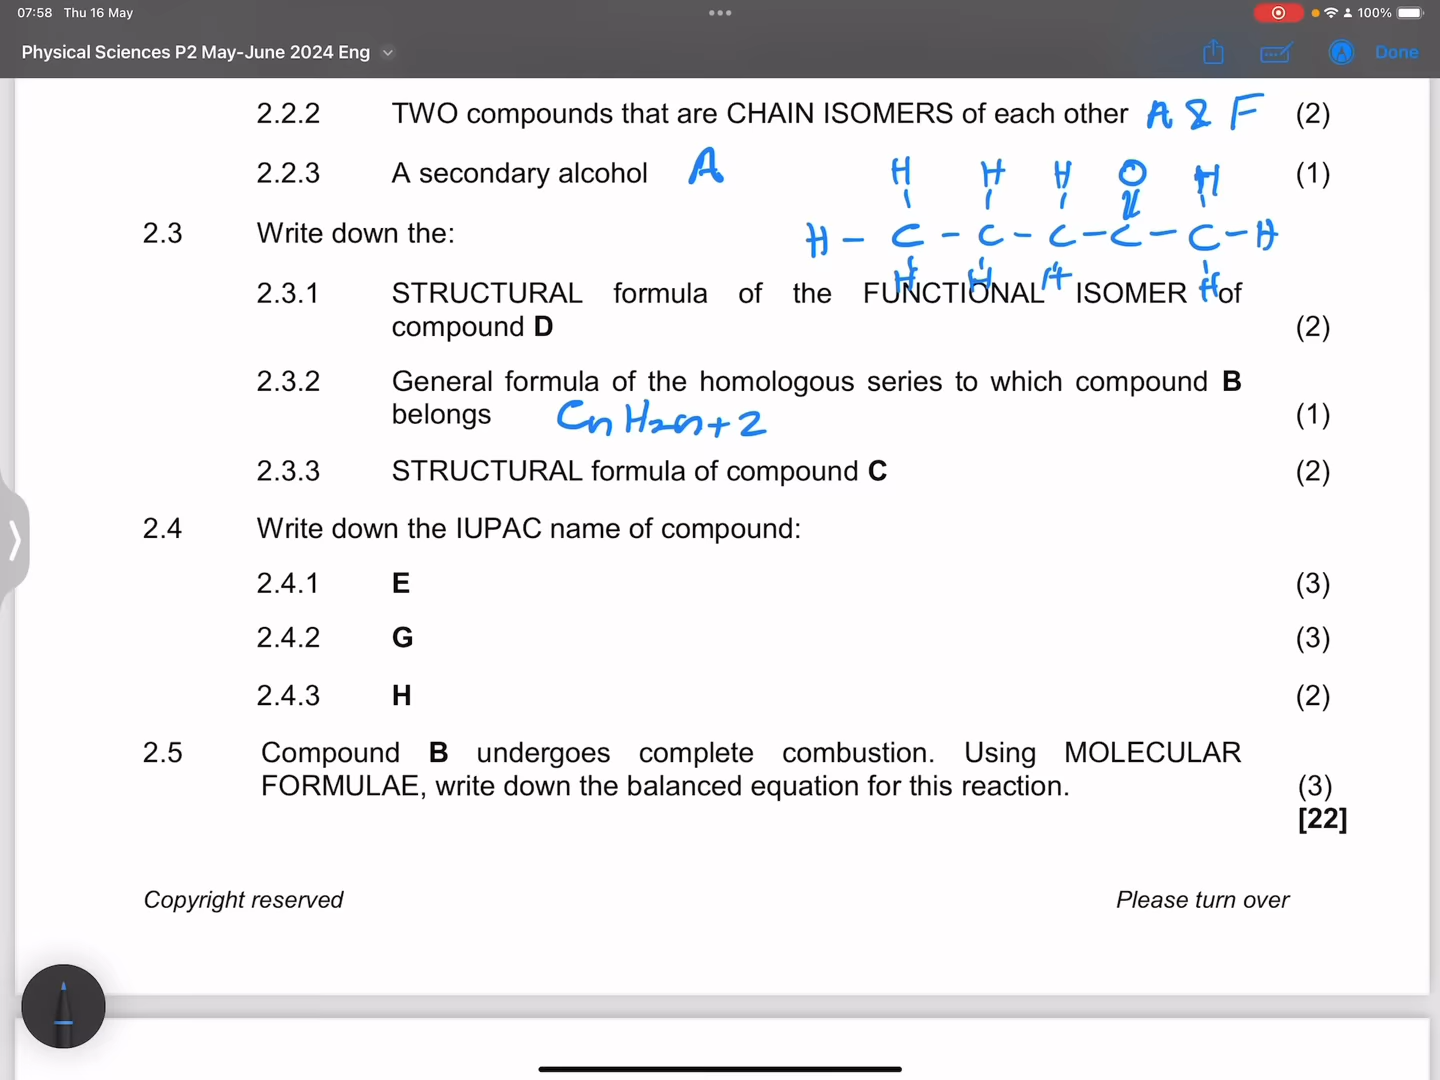 07:58 Thu 16 May
100%
Physical Sciences P2 May-June 2024 Eng
Done
2.2.2 TWO compounds that are CHAIN ISOMERS of each other A & F (2)
2.2.3 A secondary alcohol A (1)
H H H O H
2.3 Write down the:
H - C - C - C - C - C - H
H H H H
2.3.1 STRUCTURAL formula of the FUNCTIONAL ISOMER of
compound D (2)
2.3.2 General formula of the homologous series to which compound B
belongs CnH2n+2 (1)
2.3.3 STRUCTURAL formula of compound C (2)
2.4 Write down the IUPAC name of compound:
2.4.1 E (3)
2.4.2 G (3)
2.4.3 H (2)
2.5 Compound B undergoes complete combustion. Using MOLECULAR
FORMULAE, write down the balanced equation for this reaction. (3)
[22]
Copyright reserved Please turn over